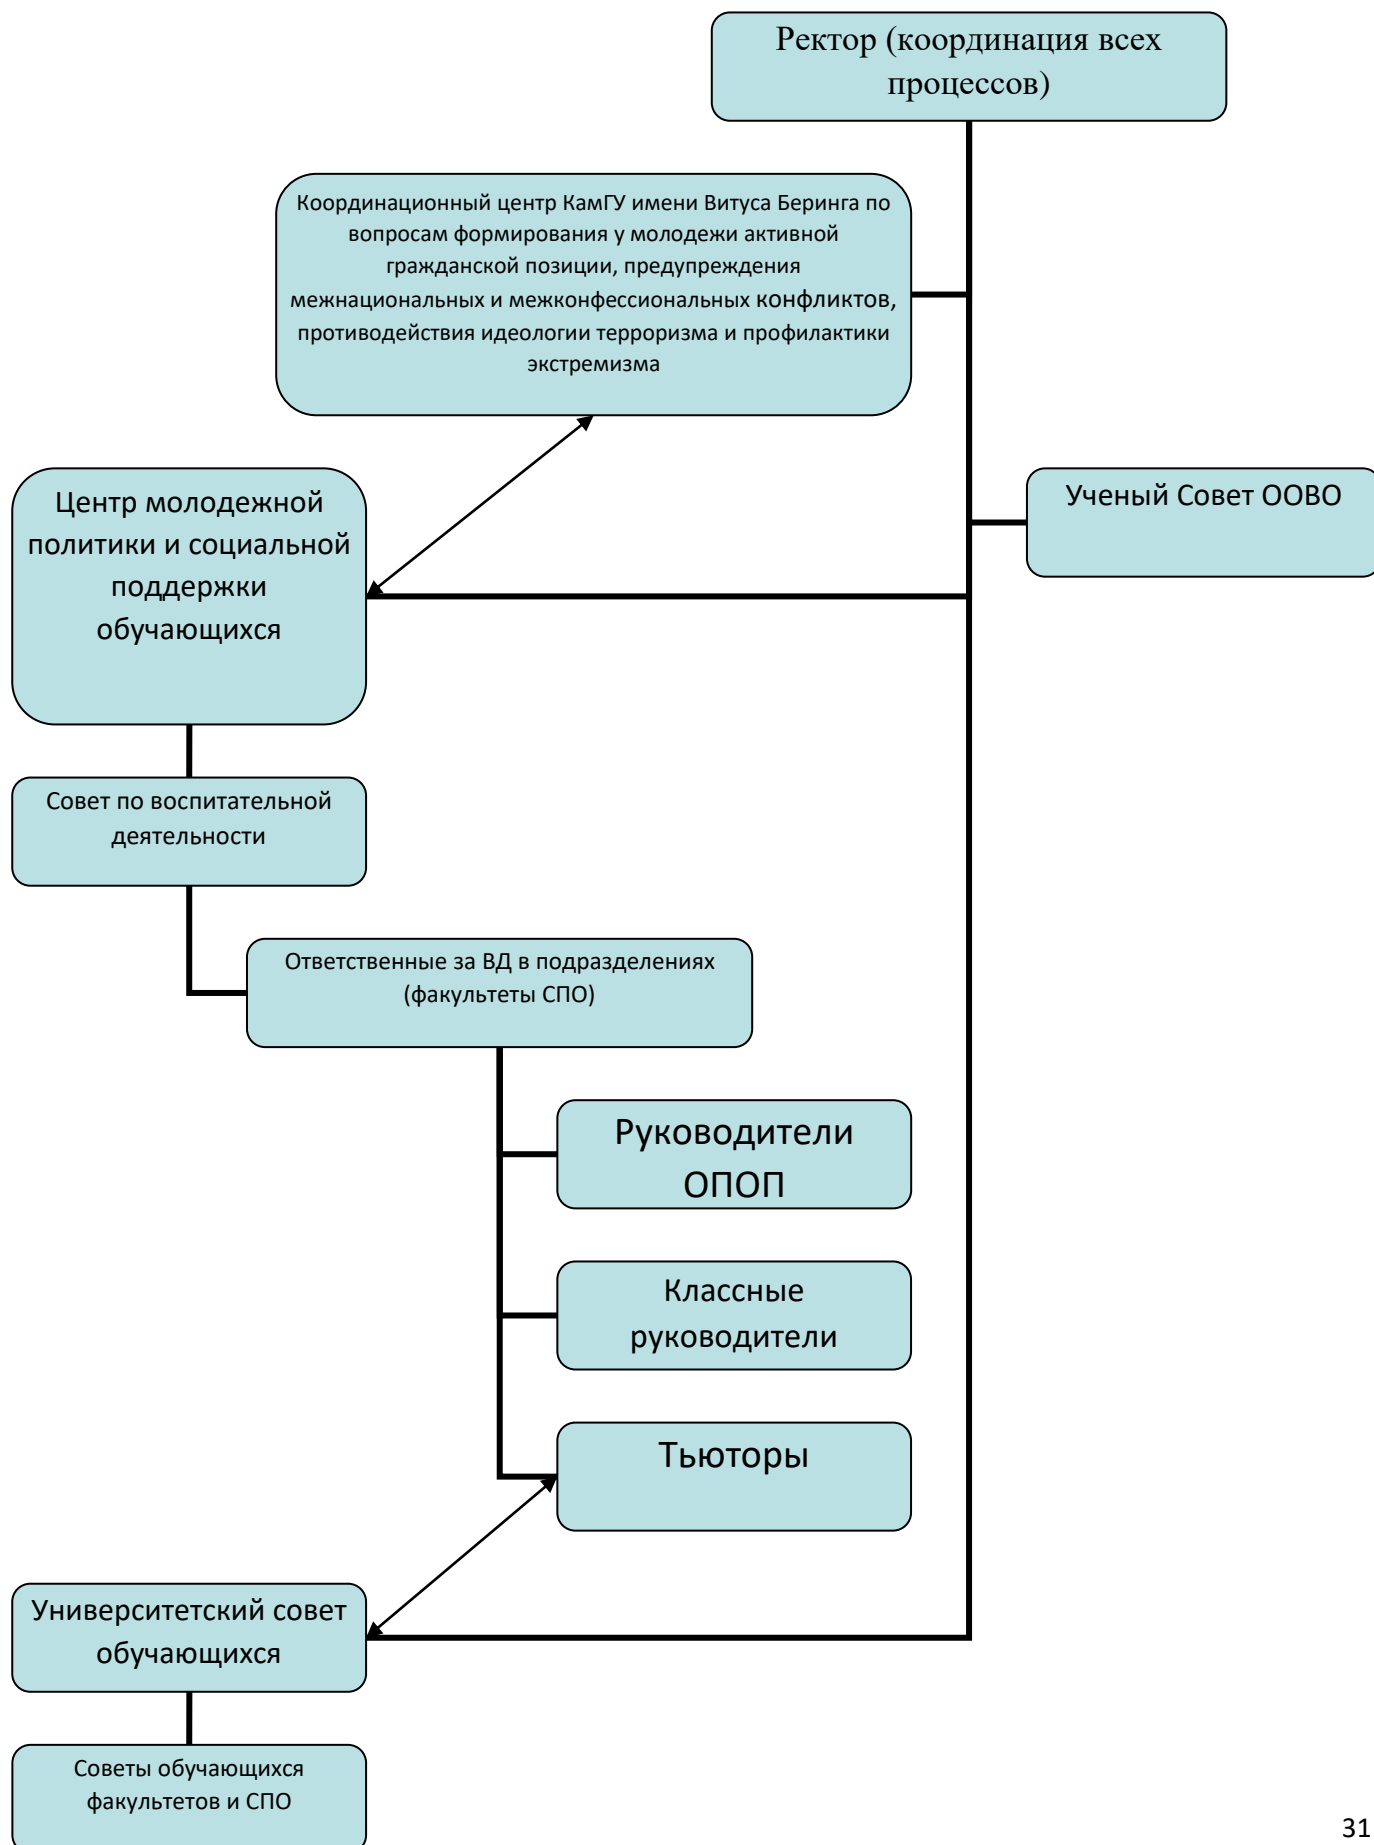 Ректор (координация всех
процессов)
Координационный центр КамГУ имени Витуса Беринга по
вопросам формирования у молодежи активной
гражданской позиции, предупреждения
межнациональных и межконфессиональных конфликтов,
противодействия идеологии терроризма и профилактики
экстремизма
Центр молодежной
политики и социальной
поддержки
обучающихся
Ученый Совет ООВО
Совет по воспитательной
деятельности
Ответственные за ВД в подразделениях
(факультеты СПО)
Руководители
ОПОП
Классные
руководители
Тьюторы
Университетский совет
обучающихся
Советы обучающихся
факультетов и СПО
31